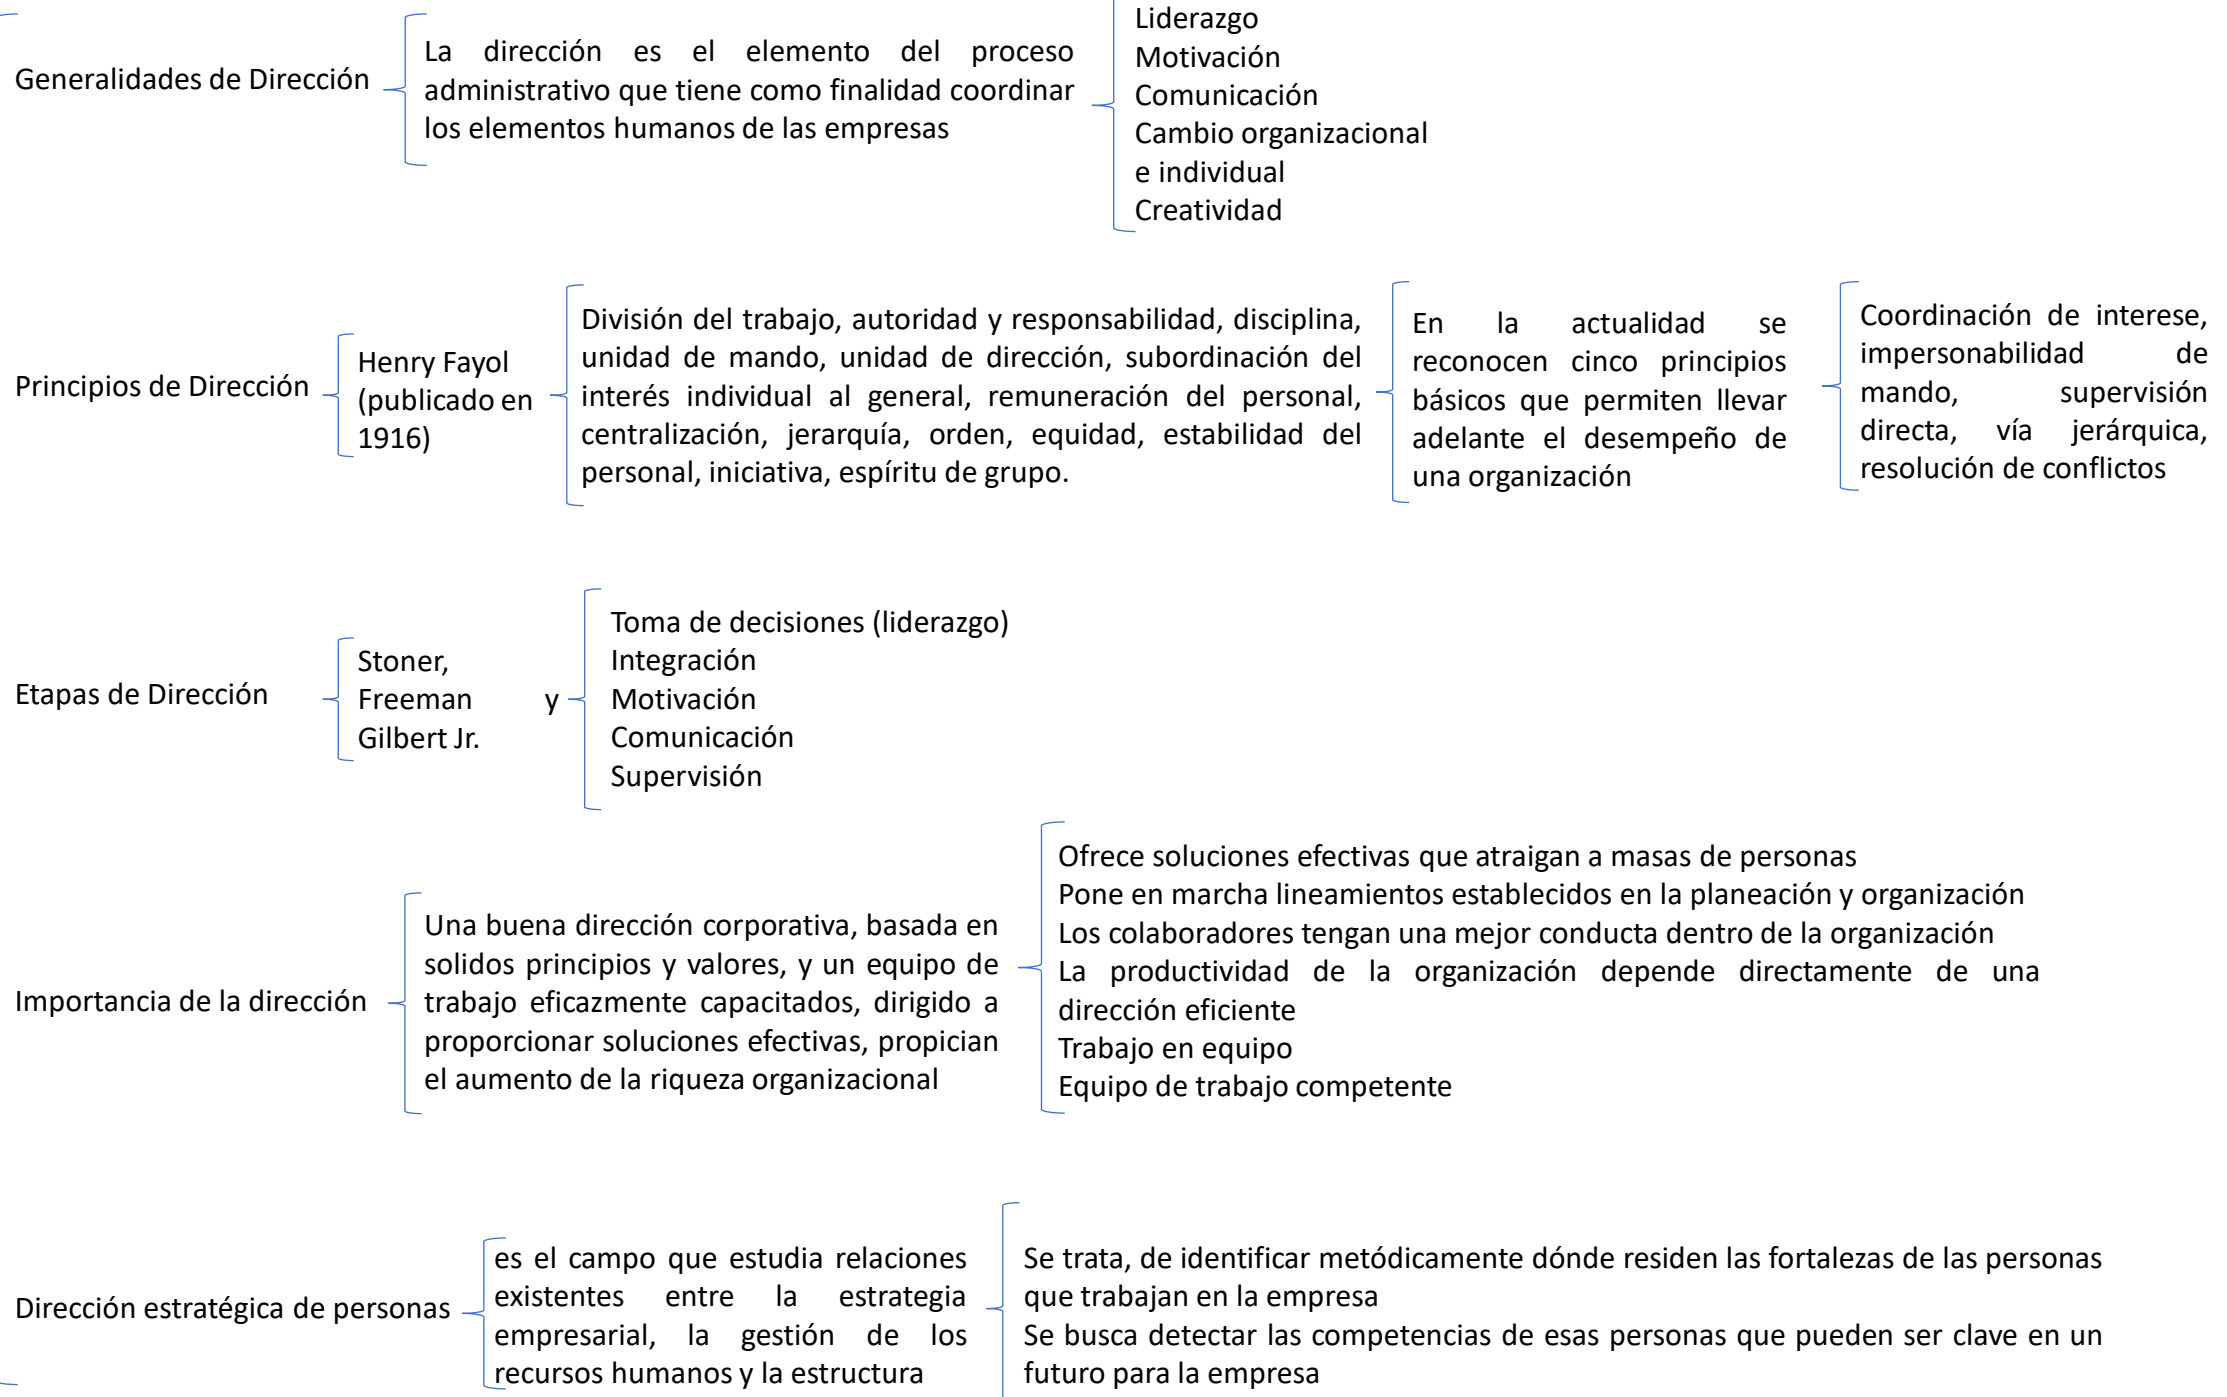 Generalidades de Dirección
La dirección es el elemento del proceso
administrativo que tiene como finalidad coordinar
los elementos humanos de las empresas
Liderazgo
Motivación
Comunicación
Cambio organizacional
e individual
Creatividad
Principios de Dirección
Henry Fayol
(publicado en
1916)
División del trabajo, autoridad y responsabilidad, disciplina,
unidad de mando, unidad de dirección, subordinación del
interés individual al general, remuneración del personal,
centralización, jerarquía, orden, equidad, estabilidad del
personal, iniciativa, espíritu de grupo.
En la actualidad se
reconocen cinco principios
básicos que permiten llevar
adelante el desempeño de
una organización
Coordinación de interese,
impersonabilidad de
mando, supervisión
directa, vía jerárquica,
resolución de conflictos
Etapas de Dirección
Stoner,
Freeman y
Gilbert Jr.
Toma de decisiones (liderazgo)
Integración
Motivación
Comunicación
Supervisión
Importancia de la dirección
Una buena dirección corporativa, basada en
solidos principios y valores, y un equipo de
trabajo eficazmente capacitados, dirigido a
proporcionar soluciones efectivas, propician
el aumento de la riqueza organizacional
Ofrece soluciones efectivas que atraigan a masas de personas
Pone en marcha lineamientos establecidos en la planeación y organización
Los colaboradores tengan una mejor conducta dentro de la organización
La productividad de la organización depende directamente de una
dirección eficiente
Trabajo en equipo
Equipo de trabajo competente
Dirección estratégica de personas
es el campo que estudia relaciones
existentes entre la estrategia
empresarial, la gestión de los
recursos humanos y la estructura
Se trata, de identificar metódicamente dónde residen las fortalezas de las personas
que trabajan en la empresa
Se busca detectar las competencias de esas personas que pueden ser clave en un
futuro para la empresa